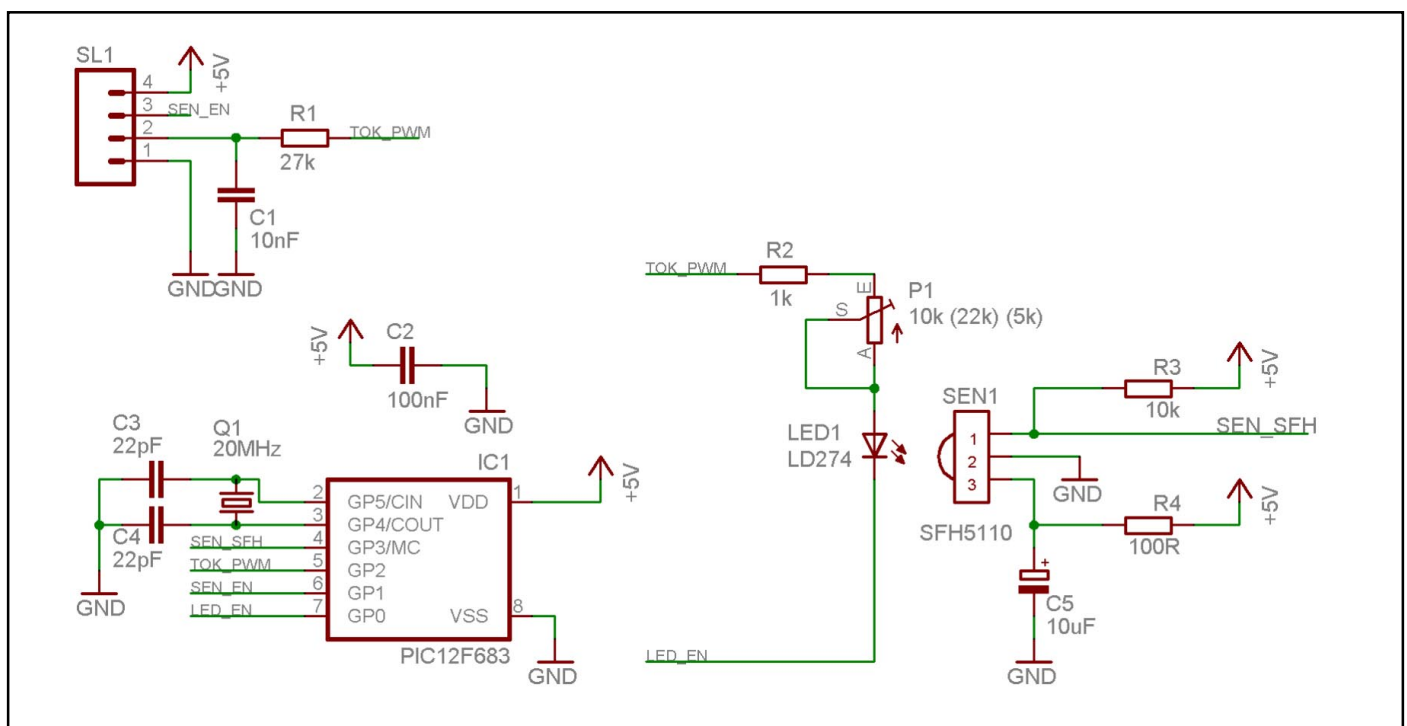 SL1
+5V
4
3
SEN_EN
2
1
R1
27k
TOK_PWM
C1
10nF
GND
GND
+5V
C2
100nF
GND
C3
22pF
Q1
20MHz
C4
22pF
GND
IC1
+5V
2
GP5/CIN
VDD
1
3
GP4/COUT
SEN_SFH
4
GP3/MC
TOK_PWM
5
GP2
SEN_EN
6
GP1
LED_EN
7
GP0
VSS
8
PIC12F683
GND
TOK_PWM
R2
1k
E
S
A
P1
10k (22k) (5k)
LED1
LD274
LED_EN
SEN1
1
2
3
SFH5110
R3
10k
+5V
SEN_SFH
GND
R4
100R
+5V
+
C5
10uF
GND